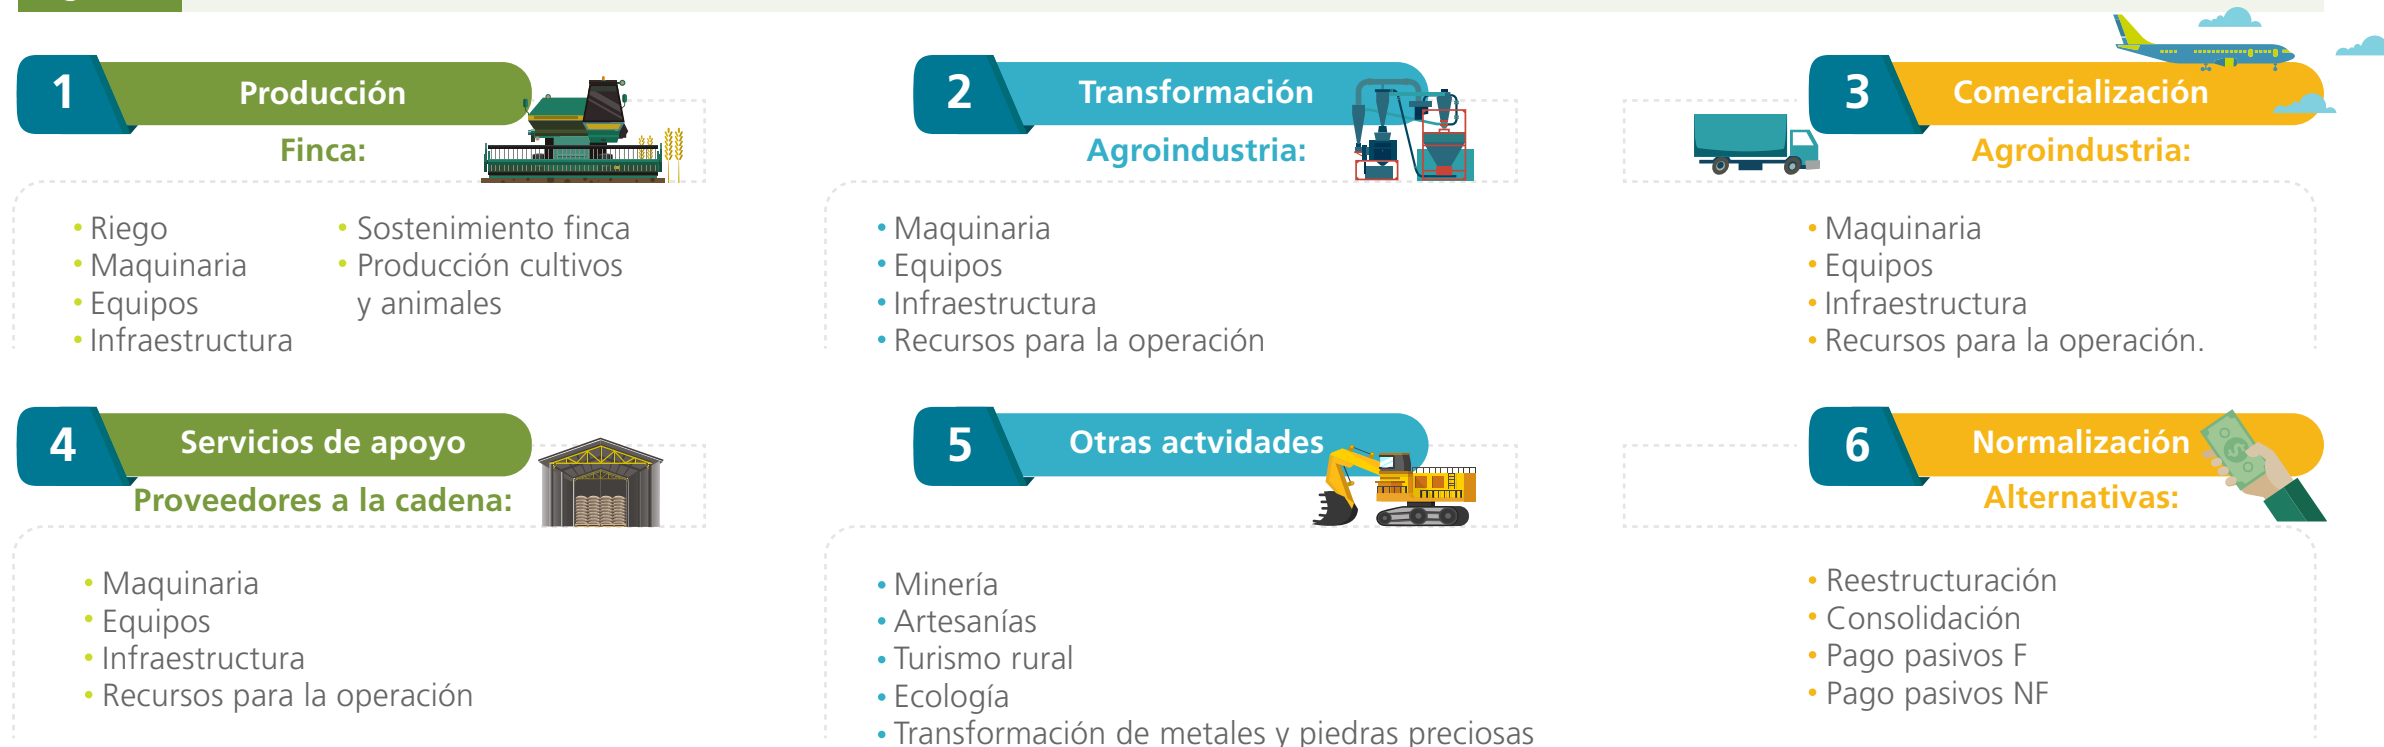 1
Producción
Finca:
• Riego
• Maquinaria
• Equipos
• Infraestructura
• Sostenimiento finca
• Producción cultivos
y animales
2
Transformación
Agroindustria:
• Maquinaria
• Equipos
• Infraestructura
• Recursos para la operación
3
Comercialización
Agroindustria:
• Maquinaria
• Equipos
• Infraestructura
• Recursos para la operación.
4
Servicios de apoyo
Proveedores a la cadena:
• Maquinaria
• Equipos
• Infraestructura
• Recursos para la operación
5
Otras actvidades
• Minería
• Artesanías
• Turismo rural
• Ecología
• Transformación de metales y piedras preciosas
6
Normalización
Alternativas:
• Reestructuración
• Consolidación
• Pago pasivos F
• Pago pasivos NF